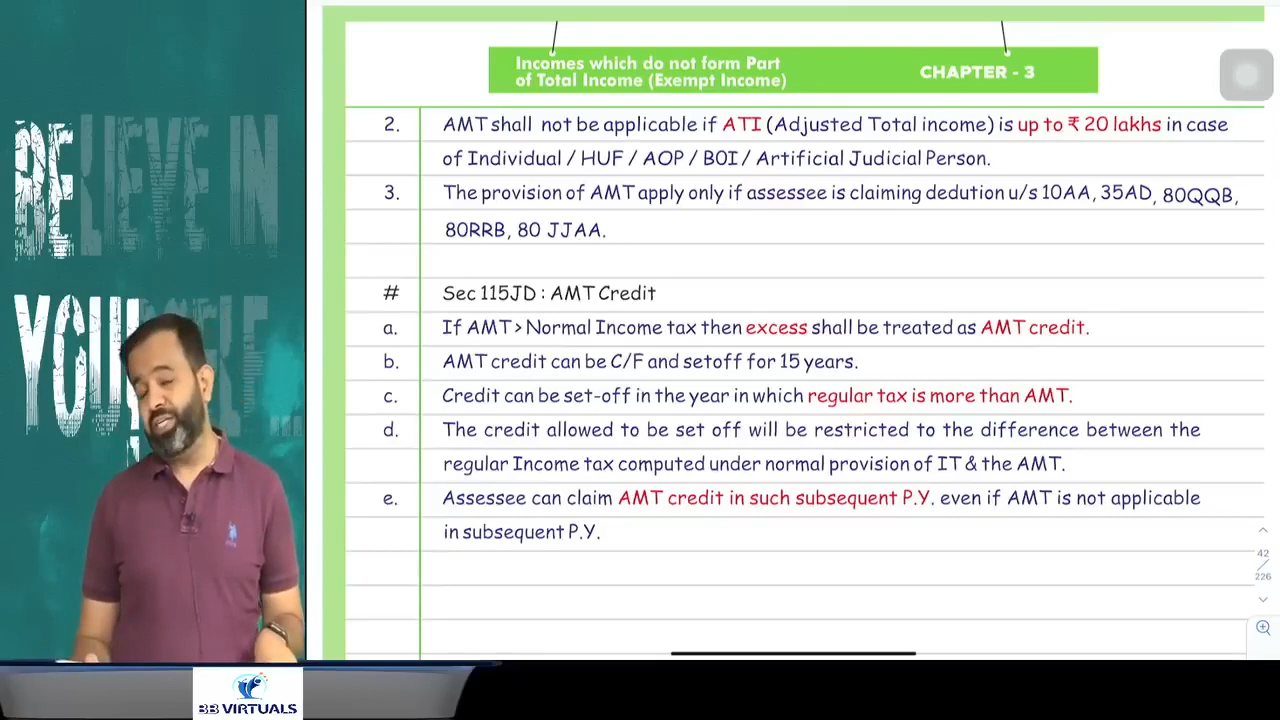 BELIEVE IN
YOU
Incomes which do not form Part
of Total Income (Exempt Income)
CHAPTER - 3
2. AMT shall not be applicable if ATI (Adjusted Total income) is up to ₹ 20 lakhs in case
of Individual / HUF / AOP / BOI / Artificial Judicial Person.
3. The provision of AMT apply only if assessee is claiming dedution u/s 10AA, 35AD, 80QQB,
80RRB, 80 JJAA.
# Sec 115JD : AMT Credit
a. If AMT > Normal Income tax then excess shall be treated as AMT credit.
b. AMT credit can be C/F and setoff for 15 years.
c. Credit can be set-off in the year in which regular tax is more than AMT.
d. The credit allowed to be set off will be restricted to the difference between the
regular Income tax computed under normal provision of IT & the AMT.
e. Assessee can claim AMT credit in such subsequent P.Y. even if AMT is not applicable
in subsequent P.Y.
42
226
BB VIRTUALS